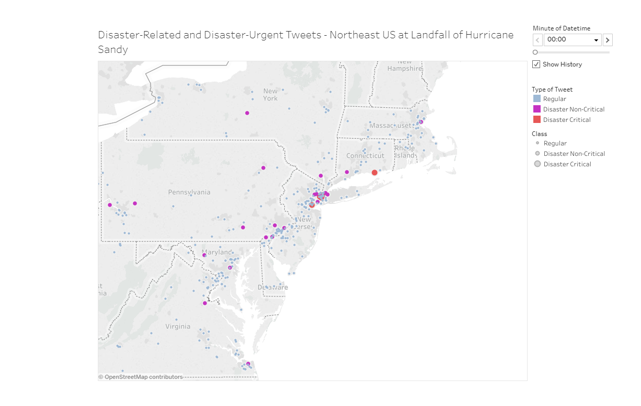 Disaster-Related and Disaster-Urgent Tweets - Northeast US at Landfall of Hurricane
Sandy
Minute of Datetime
00:00
Show History
Type of Tweet
Regular
Disaster Non-Critical
Disaster Critical
Class
Regular
Disaster Non-Critical
Disaster Critical
New
Hampshire
New
York
Massachusetts
Connecticut
Rhode
Island
Pennsylvania
New
Maryland
Delaware
Virginia
© OpenStreetMap contributors